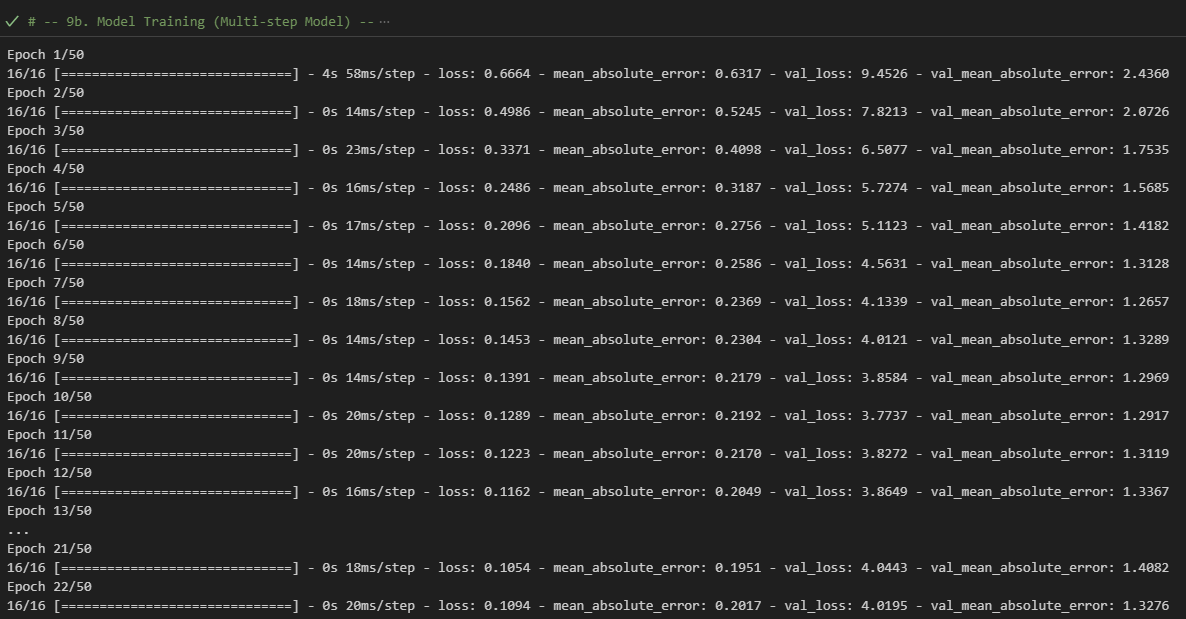 ✓ # -- 9b. Model Training (Multi-step Model) -- ···
Epoch 1/50
16/16 [==============================] - 4s 58ms/step - loss: 0.6664 - mean_absolute_error: 0.6317 - val_loss: 9.4526 - val_mean_absolute_error: 2.4360
Epoch 2/50
16/16 [==============================] - 0s 14ms/step - loss: 0.4986 - mean_absolute_error: 0.5245 - val_loss: 7.8213 - val_mean_absolute_error: 2.0726
Epoch 3/50
16/16 [==============================] - 0s 23ms/step - loss: 0.3371 - mean_absolute_error: 0.4098 - val_loss: 6.5077 - val_mean_absolute_error: 1.7535
Epoch 4/50
16/16 [==============================] - 0s 16ms/step - loss: 0.2486 - mean_absolute_error: 0.3187 - val_loss: 5.7274 - val_mean_absolute_error: 1.5685
Epoch 5/50
16/16 [==============================] - 0s 17ms/step - loss: 0.2096 - mean_absolute_error: 0.2756 - val_loss: 5.1123 - val_mean_absolute_error: 1.4182
Epoch 6/50
16/16 [==============================] - 0s 14ms/step - loss: 0.1840 - mean_absolute_error: 0.2586 - val_loss: 4.5631 - val_mean_absolute_error: 1.3128
Epoch 7/50
16/16 [==============================] - 0s 18ms/step - loss: 0.1562 - mean_absolute_error: 0.2369 - val_loss: 4.1339 - val_mean_absolute_error: 1.2657
Epoch 8/50
16/16 [==============================] - 0s 14ms/step - loss: 0.1453 - mean_absolute_error: 0.2304 - val_loss: 4.0121 - val_mean_absolute_error: 1.3289
Epoch 9/50
16/16 [==============================] - 0s 14ms/step - loss: 0.1391 - mean_absolute_error: 0.2179 - val_loss: 3.8584 - val_mean_absolute_error: 1.2969
Epoch 10/50
16/16 [==============================] - 0s 20ms/step - loss: 0.1289 - mean_absolute_error: 0.2192 - val_loss: 3.7737 - val_mean_absolute_error: 1.2917
Epoch 11/50
16/16 [==============================] - 0s 20ms/step - loss: 0.1223 - mean_absolute_error: 0.2170 - val_loss: 3.8272 - val_mean_absolute_error: 1.3119
Epoch 12/50
16/16 [==============================] - 0s 16ms/step - loss: 0.1162 - mean_absolute_error: 0.2049 - val_loss: 3.8649 - val_mean_absolute_error: 1.3367
Epoch 13/50
...
Epoch 21/50
16/16 [==============================] - 0s 18ms/step - loss: 0.1054 - mean_absolute_error: 0.1951 - val_loss: 4.0443 - val_mean_absolute_error: 1.4082
Epoch 22/50
16/16 [==============================] - 0s 20ms/step - loss: 0.1094 - mean_absolute_error: 0.2017 - val_loss: 4.0195 - val_mean_absolute_error: 1.3276